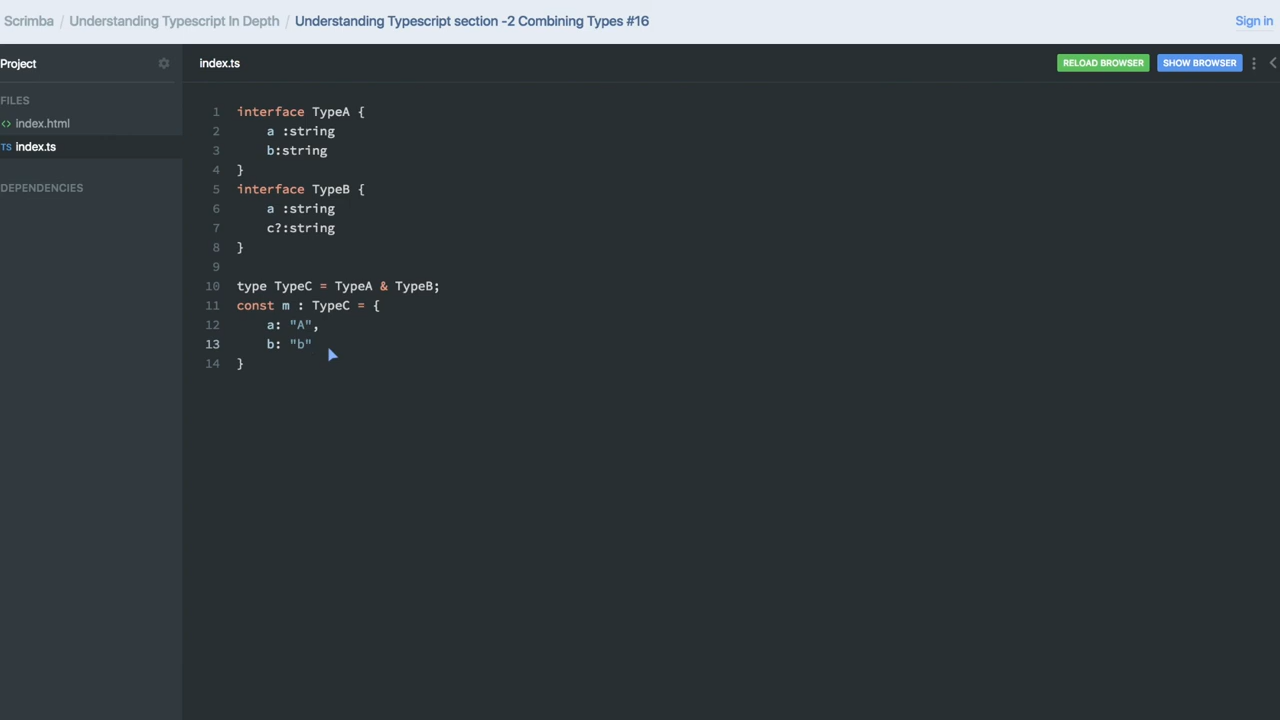 Scrimba / Understanding Typescript In Depth / Understanding Typescript section -2 Combining Types #16
Sign in
Project
index.ts
RELOAD BROWSER
SHOW BROWSER
FILES
<> index.html
TS index.ts
DEPENDENCIES
1 interface TypeA {
2 a :string
3 b:string
4 }
5 interface TypeB {
6 a :string
7 c?:string
8 }
9
10 type TypeC = TypeA & TypeB;
11 const m : TypeC = {
12 a: "A",
13 b: "b"
14 }